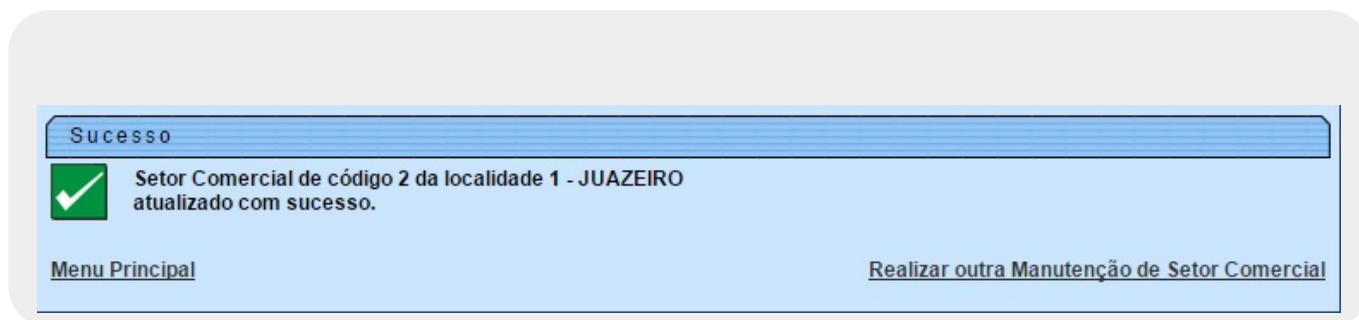 Sucesso
Setor Comercial de código 2 da localidade 1 - JUAZEIRO
atualizado com sucesso.
Menu Principal
Realizar outra Manutenção de Setor Comercial